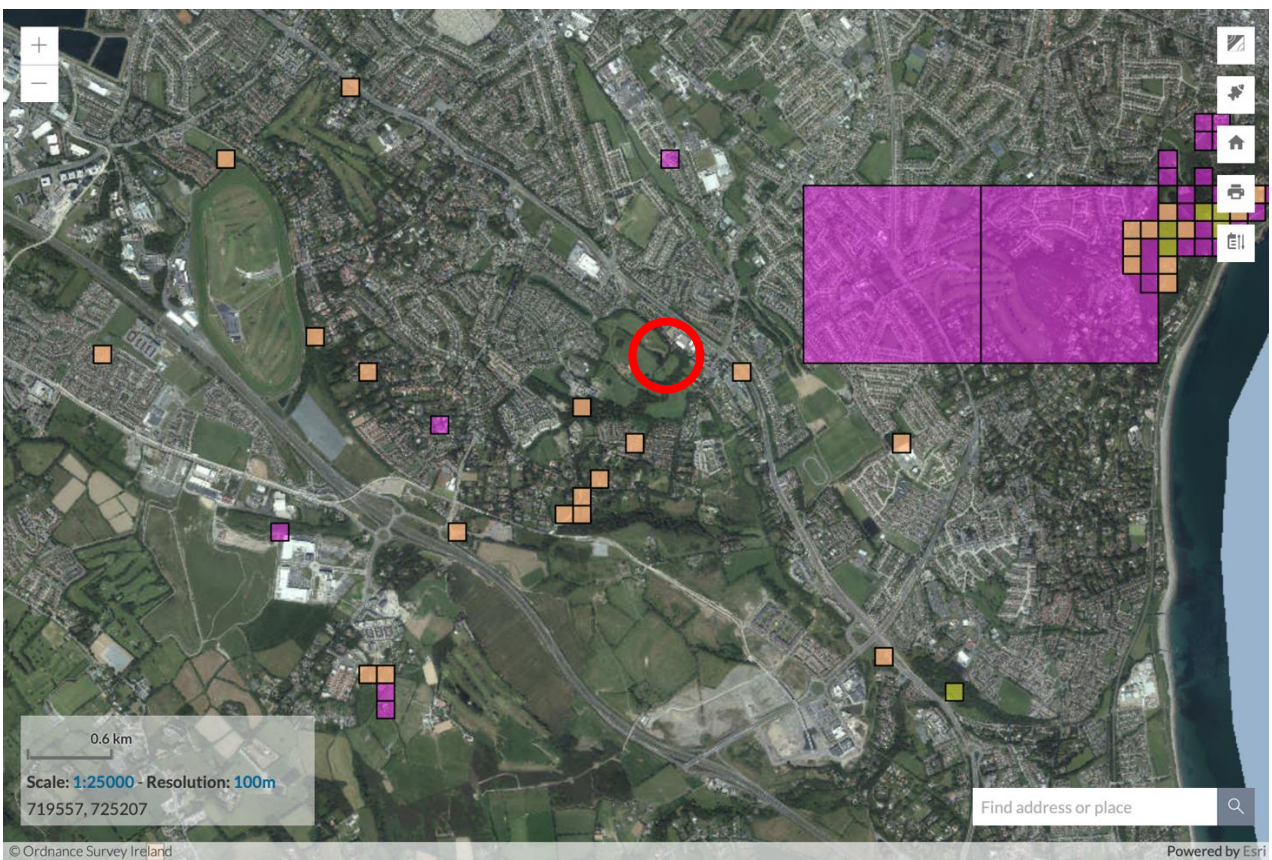 +
−
0.6 km
Scale: 1:25000 - Resolution: 100m
719557, 725207
Find address or place
© Ordnance Survey Ireland
Powered by Esri